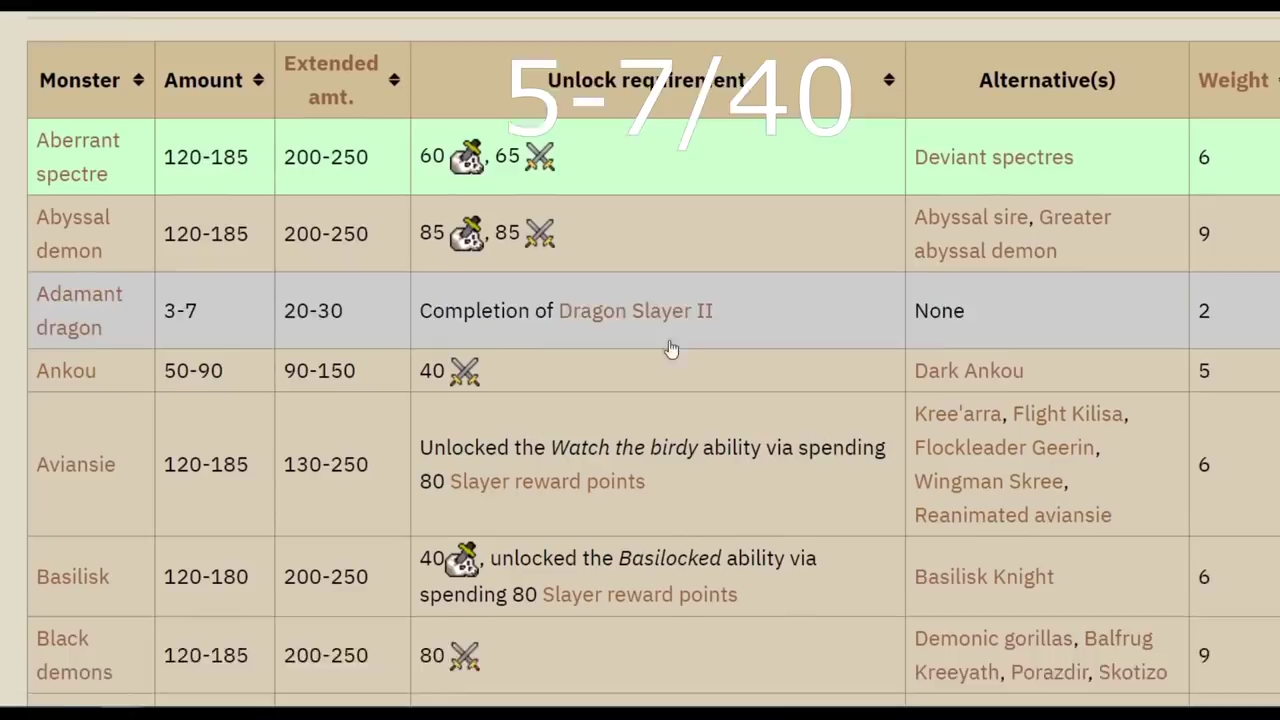 5-7/40
Monster Amount Extended amt. Unlock requirement Alternative(s) Weight
Aberrant spectre 120-185 200-250 60 , 65 Deviant spectres 6
Abyssal demon 120-185 200-250 85 , 85 Abyssal sire, Greater abyssal demon 9
Adamant dragon 3-7 20-30 Completion of Dragon Slayer II None 2
Ankou 50-90 90-150 40 Dark Ankou 5
Aviansie 120-185 130-250 Unlocked the Watch the birdy ability via spending 80 Slayer reward points Kree'arra, Flight Kilisa, Flockleader Geerin, Wingman Skree, Reanimated aviansie 6
Basilisk 120-180 200-250 40 , unlocked the Basilocked ability via spending 80 Slayer reward points Basilisk Knight 6
Black demons 120-185 200-250 80 Demonic gorillas, Balfrug Kreeyath, Porazdir, Skotizo 9